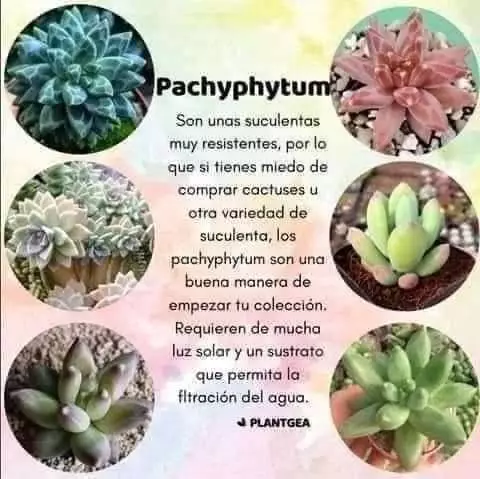 Pachyphytum
Son unas suculentas
muy resistentes, por lo
que si tienes miedo de
comprar cactuses u
otra variedad de
suculenta, los
pachyphytum son una
buena manera de
empezar tu colección.
Requieren de mucha
luz solar y un sustrato
que permita la
fltración del agua.
PLANTGEA